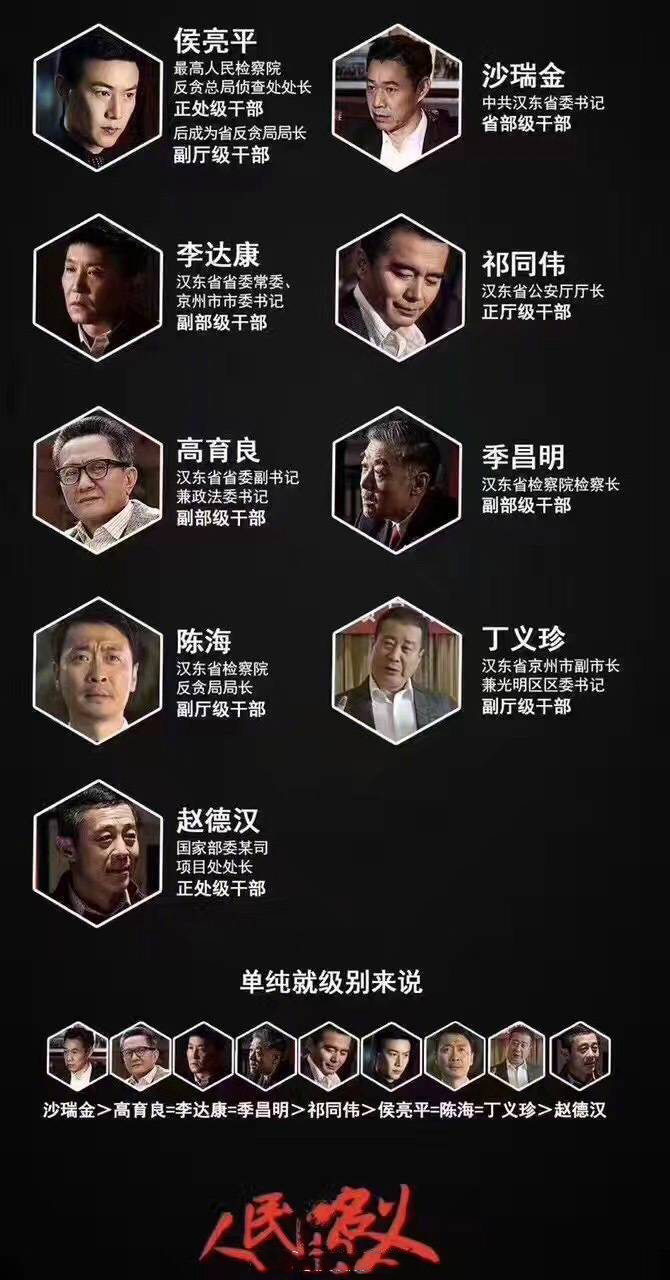 侯亮平
最高人民检察院
反贪总局侦查处处长
正处级干部
后成为省反贪局局长
副厅级干部
沙瑞金
中共汉东省委书记
省部级干部
李达康
汉东省省委常委、
京州市市委书记
副部级干部
祁同伟
汉东省公安厅厅长
正厅级干部
高育良
汉东省省委副书记
兼政法委书记
副部级干部
季昌明
汉东省检察院检察长
副部级干部
陈海
汉东省检察院
反贪局局长
副厅级干部
丁义珍
汉东省京州市副市长
兼光明区区委书记
副厅级干部
赵德汉
国家部委某司
项目处处长
正处级干部
单纯就级别来说
沙瑞金>高育良=李达康=季昌明>祁同伟>侯亮平=陈海=丁义珍>赵德汉
人民的名义